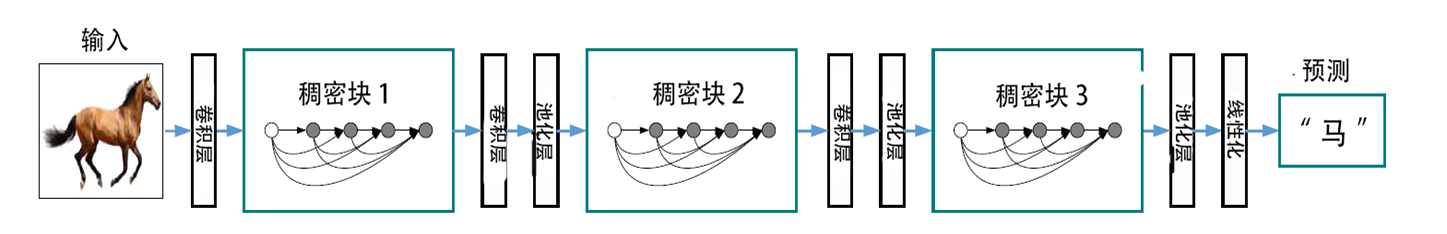 输入
卷积层
稠密块 1
卷积层
池化层
稠密块 2
卷积层
池化层
稠密块 3
池化层
线性化
预测
“ 马 ”